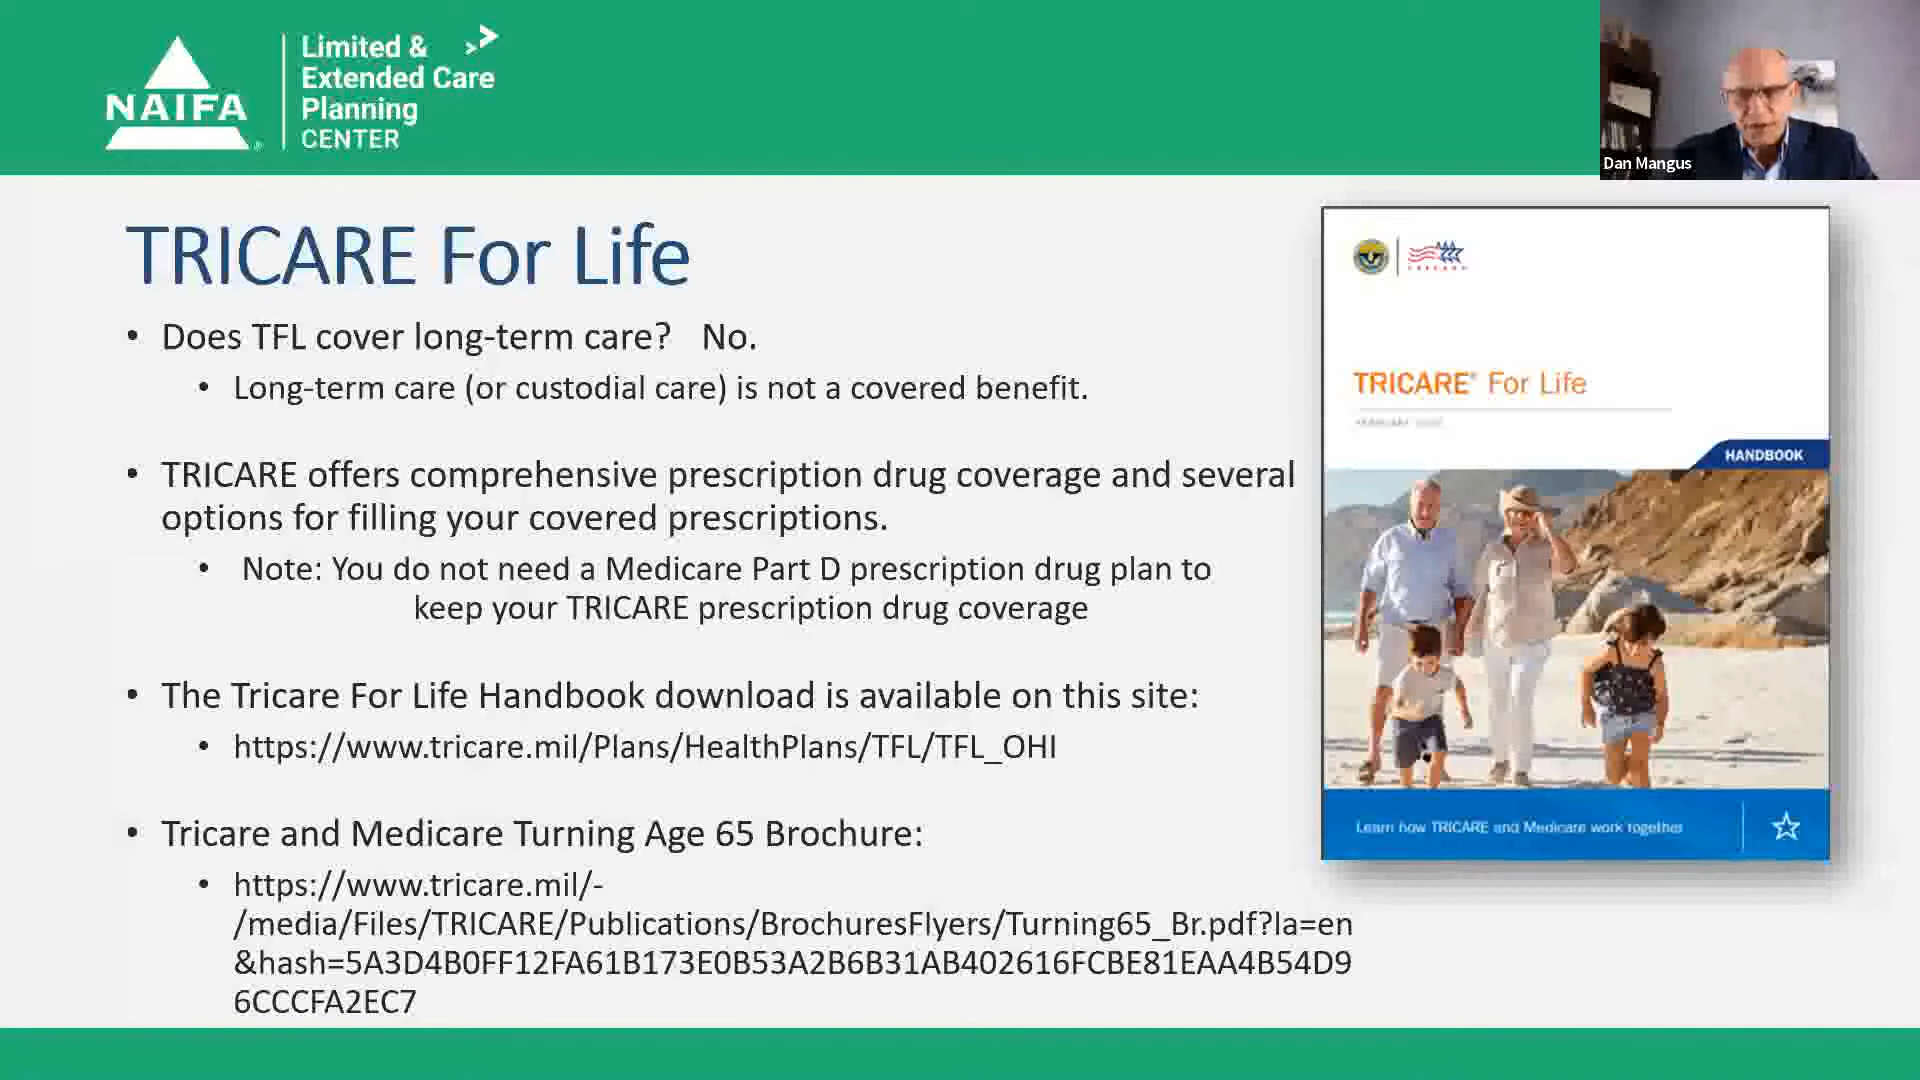 NAIFA
Limited &
Extended Care
Planning
CENTER
Dan Mangus
TRICARE For Life
• Does TFL cover long-term care? No.
• Long-term care (or custodial care) is not a covered benefit.
• TRICARE offers comprehensive prescription drug coverage and several
options for filling your covered prescriptions.
• Note: You do not need a Medicare Part D prescription drug plan to
keep your TRICARE prescription drug coverage
• The Tricare For Life Handbook download is available on this site:
• https://www.tricare.mil/Plans/HealthPlans/TFL/TFL_OHI
• Tricare and Medicare Turning Age 65 Brochure:
• https://www.tricare.mil/-
/media/Files/TRICARE/Publications/BrochuresFlyers/Turning65_Br.pdf?la=en
&hash=5A3D4B0FF12FA61B173E0B53A2B6B31AB402616FCBE81EAA4B54D9
6CCCFA2EC7
TRICARE® For Life
HANDBOOK
Learn how TRICARE and Medicare work together